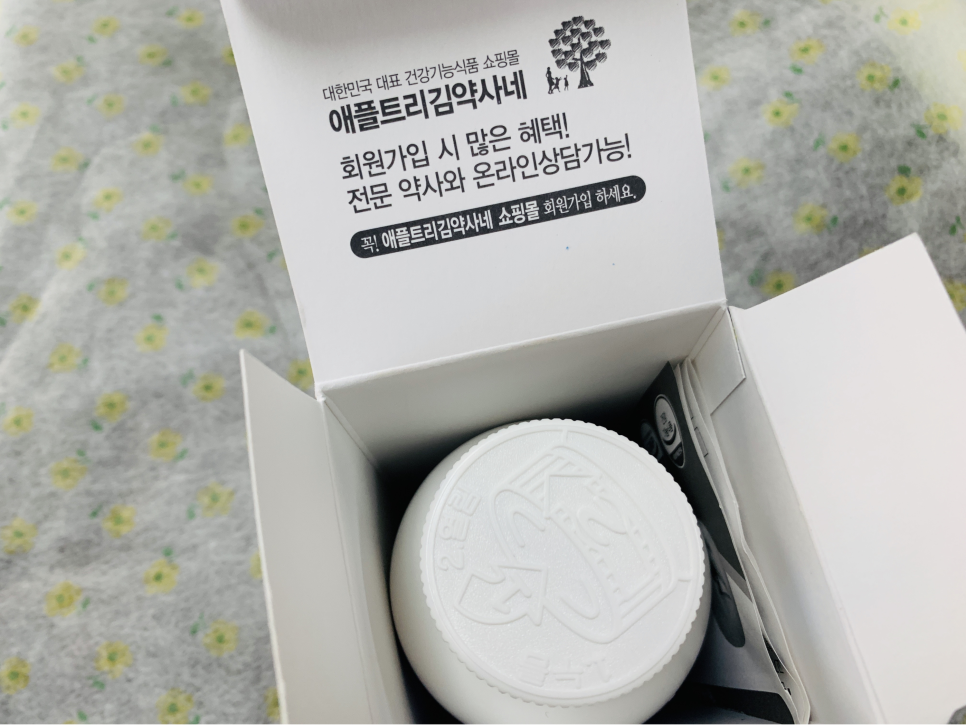 대한민국 대표 건강기능식품 쇼핑몰
애플트리김약사네
회원가입 시 많은 혜택!
전문 약사와 온라인상담가능!
꼭! 애플트리김약사네 쇼핑몰 회원가입 하세요.